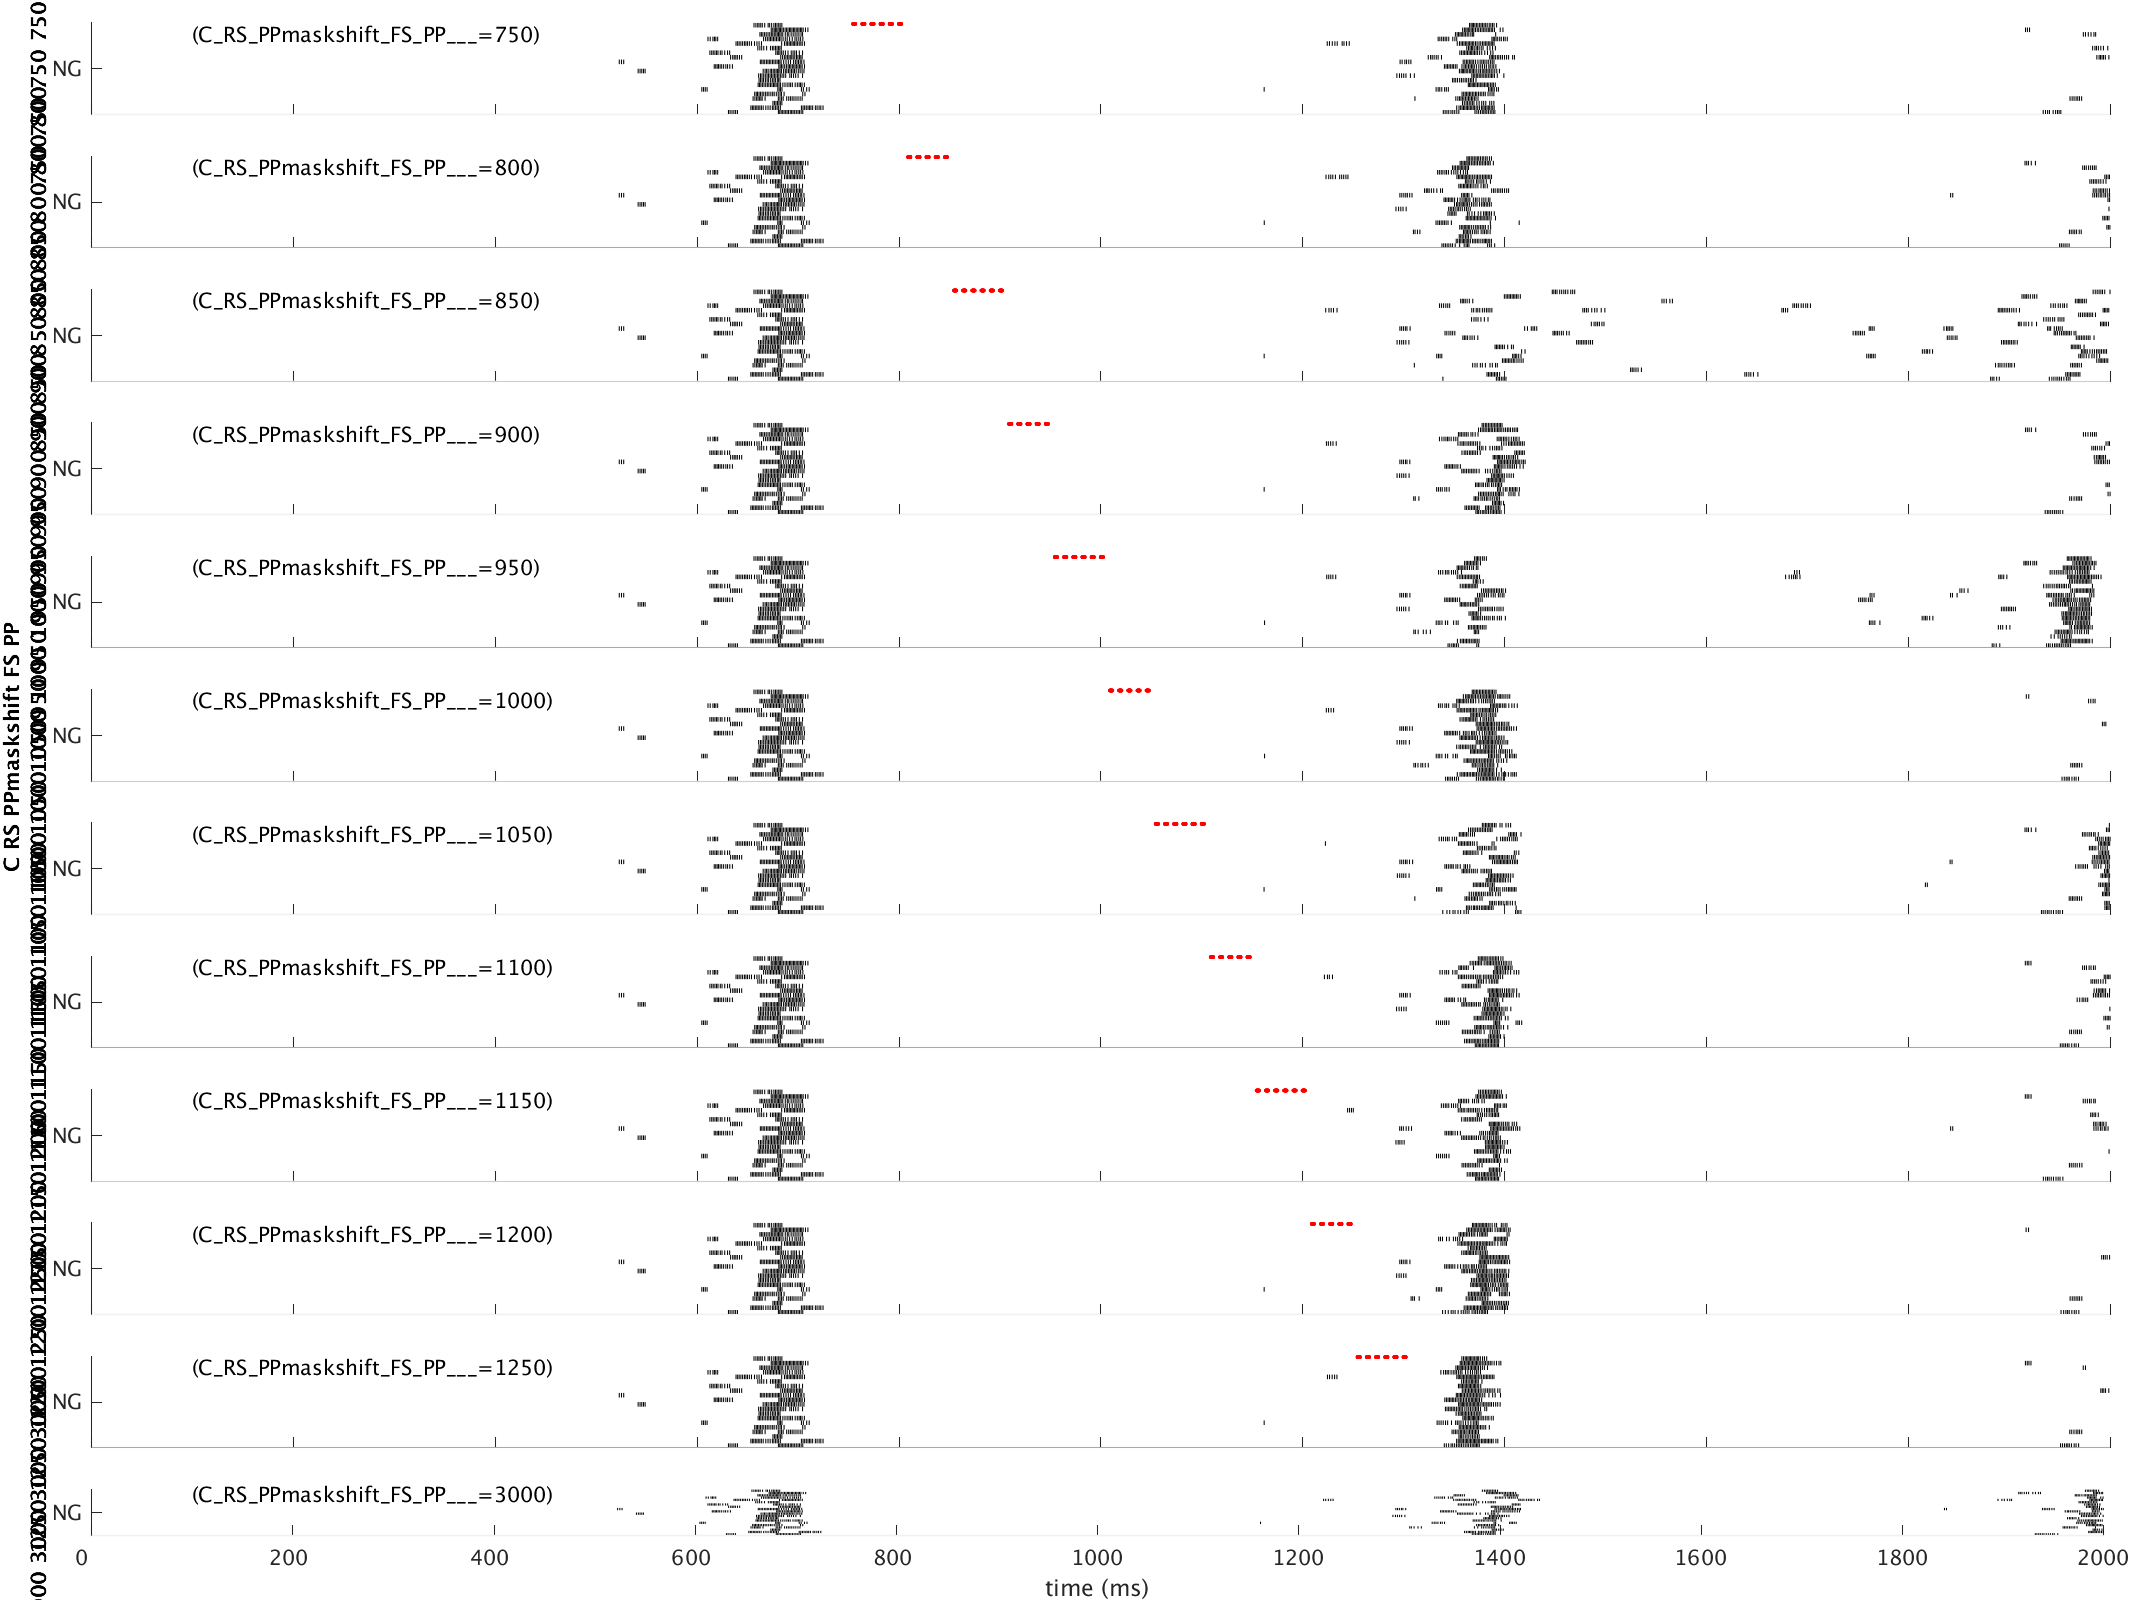 (C_RS_PPmaskshift_FS_PP___=750)
NG
(C_RS_PPmaskshift_FS_PP___=800)
NG
(C_RS_PPmaskshift_FS_PP___=850)
NG
(C_RS_PPmaskshift_FS_PP___=900)
NG
(C_RS_PPmaskshift_FS_PP___=950)
NG
(C_RS_PPmaskshift_FS_PP___=1000)
NG
(C_RS_PPmaskshift_FS_PP___=1050)
NG
(C_RS_PPmaskshift_FS_PP___=1100)
NG
(C_RS_PPmaskshift_FS_PP___=1150)
NG
(C_RS_PPmaskshift_FS_PP___=1200)
NG
(C_RS_PPmaskshift_FS_PP___=1250)
NG
(C_RS_PPmaskshift_FS_PP___=3000)
NG
C RS PPmaskshift FS PP
750
0 200 400 600 800 1000 1200 1400 1600 1800 2000
time (ms)